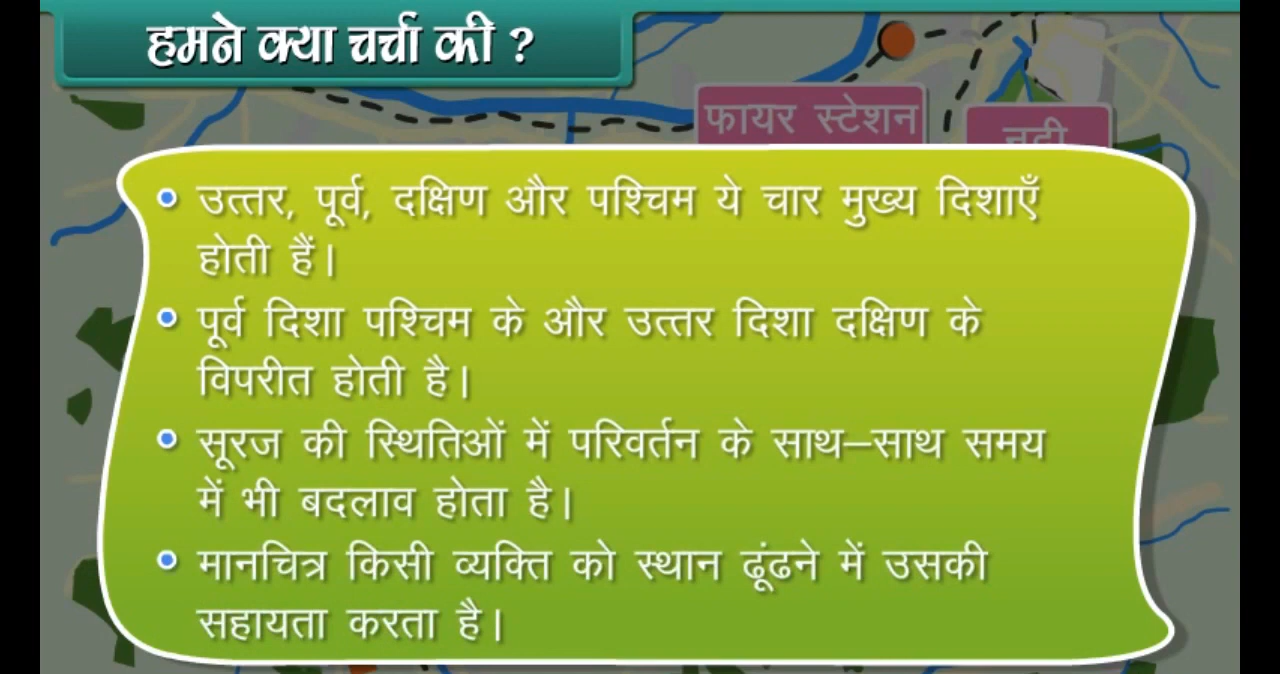 हमने क्या चर्चा की ?
फायर स्टेशन
नदी
उत्तर, पूर्व, दक्षिण और पश्चिम ये चार मुख्य दिशाएँ
होती हैं।
पूर्व दिशा पश्चिम के और उत्तर दिशा दक्षिण के
विपरीत होती है।
सूरज की स्थितिओं में परिवर्तन के साथ–साथ समय
में भी बदलाव होता है।
मानचित्र किसी व्यक्ति को स्थान ढूंढने में उसकी
सहायता करता है।